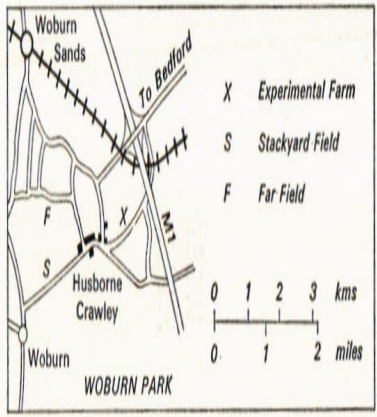 Woburn
Sands
To Bedford
X Experimental Farm
S Stackyard Field
F Far Field
F
X
M1
S
Husborne
Crawley
0 1 2 3 kms
0 1 2 miles
Woburn
WOBURN PARK